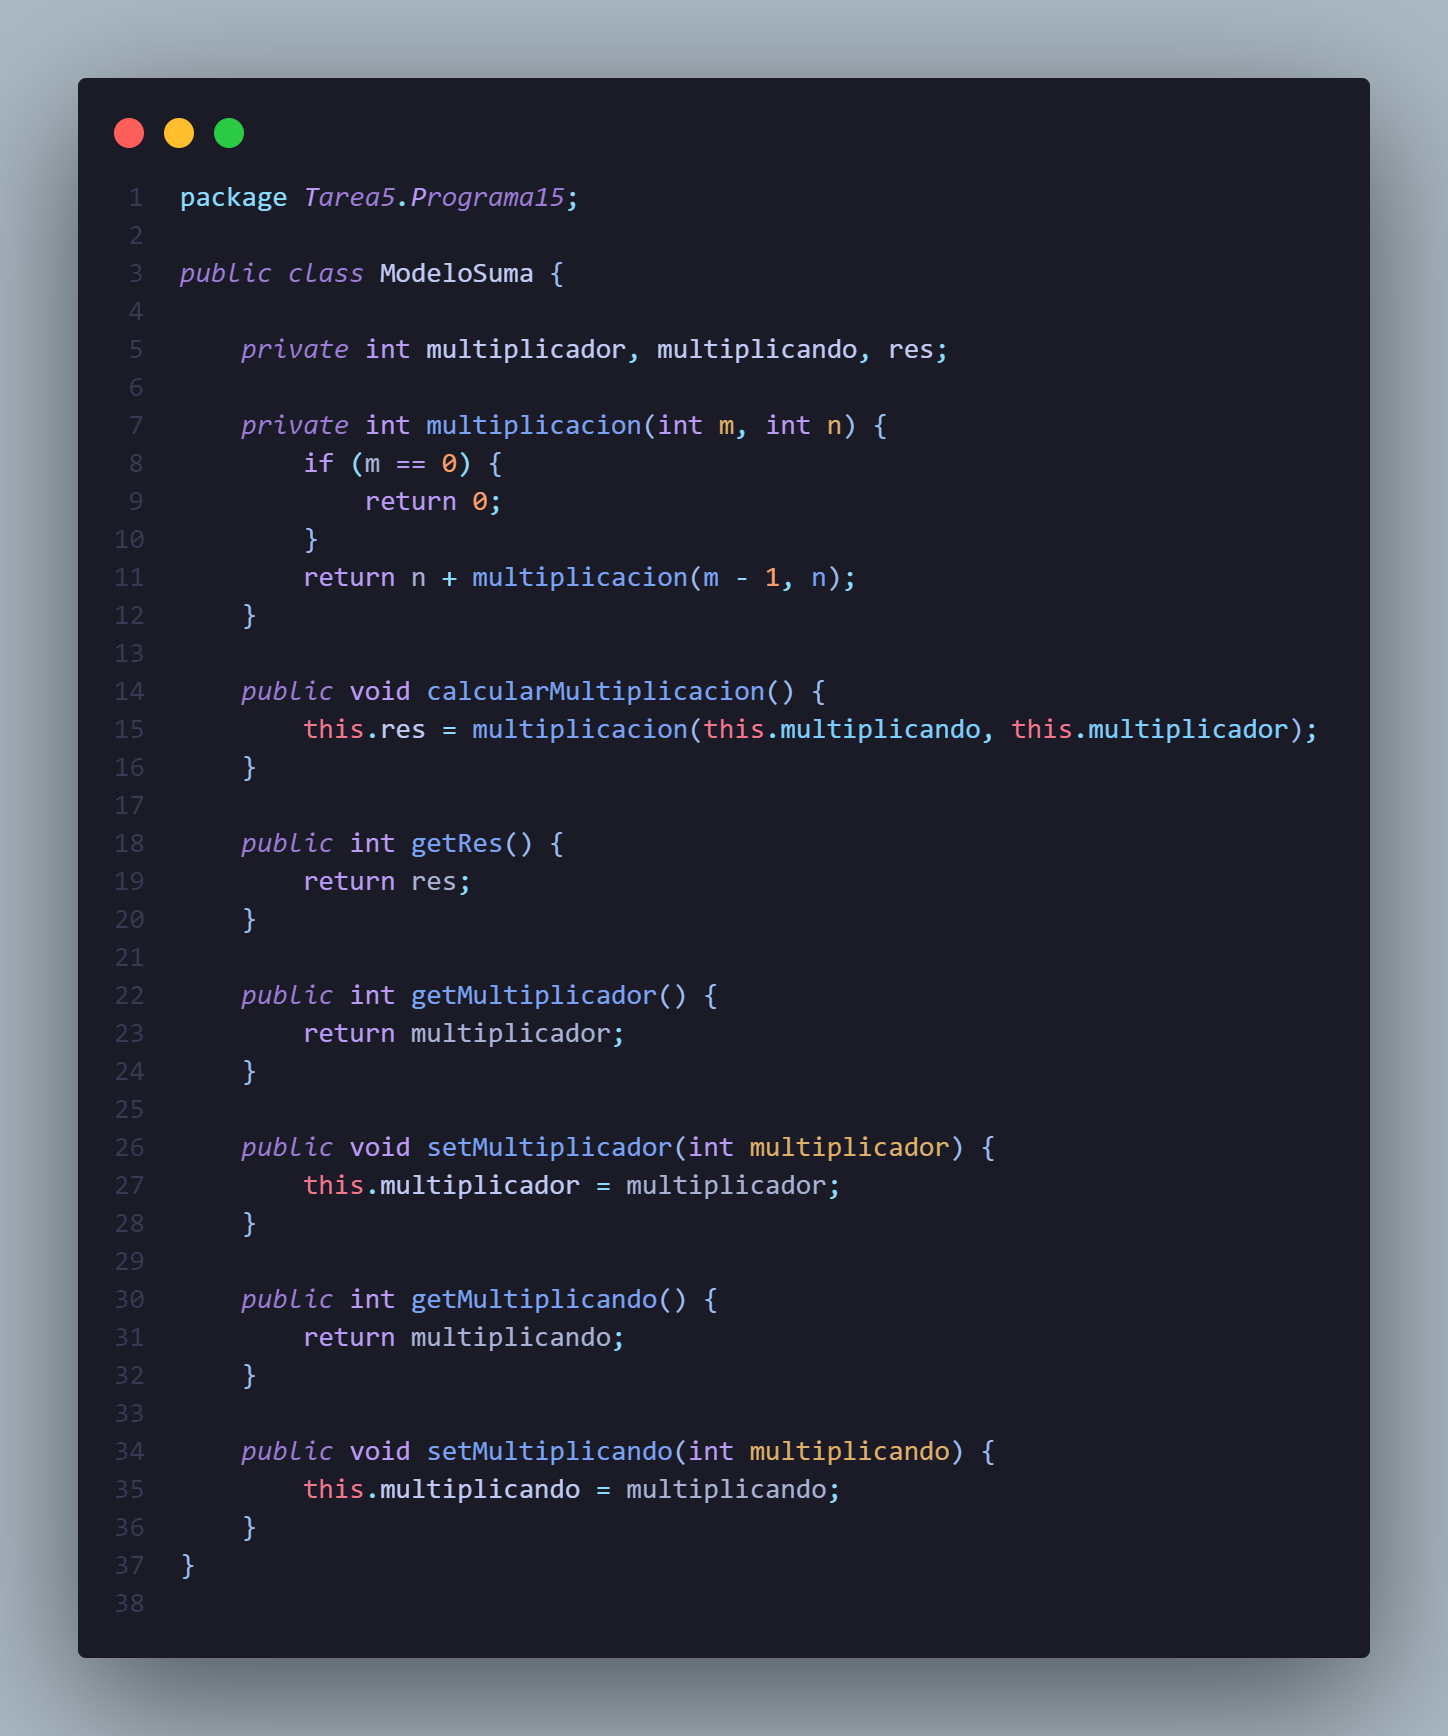 1 package Tarea5.Programa15;
2
3 public class ModeloSuma {
4
5     private int multiplicador, multiplicando, res;
6
7     private int multiplicacion(int m, int n) {
8         if (m == 0) {
9             return 0;
10         }
11         return n + multiplicacion(m - 1, n);
12     }
13
14     public void calcularMultiplicacion() {
15         this.res = multiplicacion(this.multiplicando, this.multiplicador);
16     }
17
18     public int getRes() {
19         return res;
20     }
21
22     public int getMultiplicador() {
23         return multiplicador;
24     }
25
26     public void setMultiplicador(int multiplicador) {
27         this.multiplicador = multiplicador;
28     }
29
30     public int getMultiplicando() {
31         return multiplicando;
32     }
33
34     public void setMultiplicando(int multiplicando) {
35         this.multiplicando = multiplicando;
36     }
37 }
38